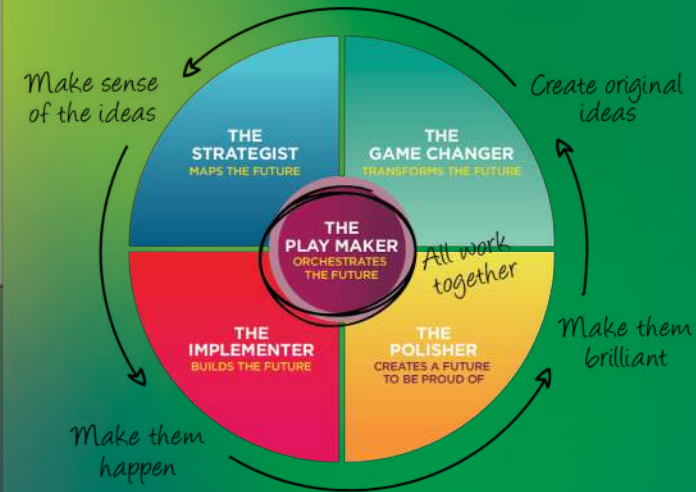 Make sense
of the ideas
THE
STRATEGIST
MAPS THE FUTURE
THE
GAME CHANGER
TRANSFORMS THE FUTURE
Create original
ideas
THE
PLAY MAKER
ORCHESTRATES
THE FUTURE
All work
together
THE
IMPLEMENTER
BUILDS THE FUTURE
THE
POLISHER
CREATES A FUTURE
TO BE PROUD OF
Make them
brilliant
Make them
happen